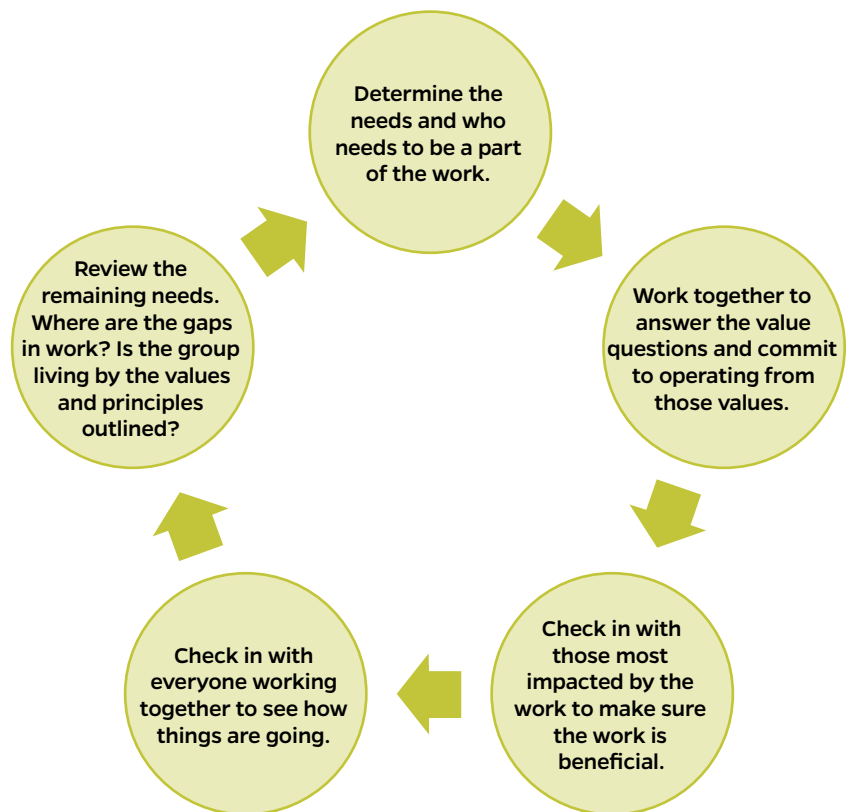 Determine the
needs and who
needs to be a part
of the work.
Work together to
answer the value
questions and commit
to operating from
those values.
Check in with
those most
impacted by the
work to make sure
the work is
beneficial.
Check in with
everyone working
together to see how
things are going.
Review the
remaining needs.
Where are the gaps
in work? Is the group
living by the values
and principles
outlined?